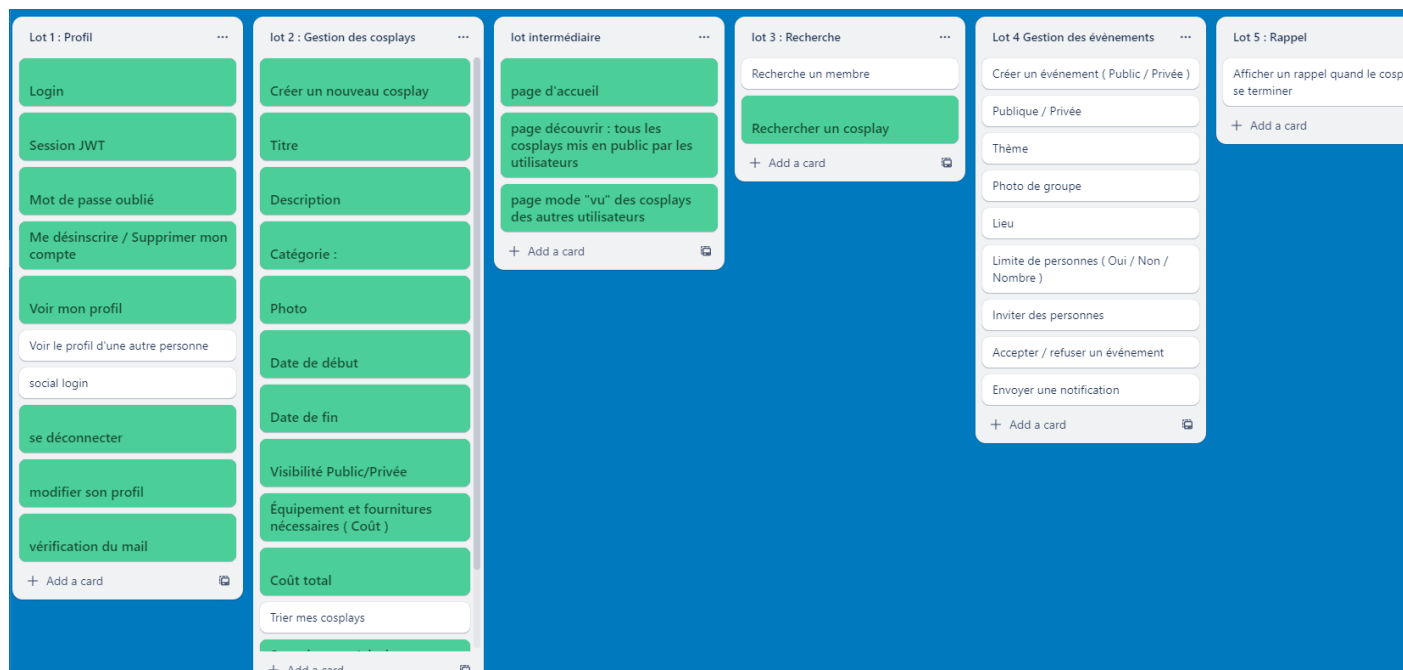 Lot 1 : Profil
Login
Session JWT
Mot de passe oublié
Me désinscrire / Supprimer mon
compte
Voir mon profil
Voir le profil d'une autre personne
social login
se déconnecter
modifier son profil
vérification du mail
+ Add a card
lot 2 : Gestion des cosplays
Créer un nouveau cosplay
Titre
Description
Catégorie :
Photo
Date de début
Date de fin
Visibilité Public/Privée
Équipement et fournitures
nécessaires ( Coût )
Coût total
Trier mes cosplays
+ Add a card
lot intermédiaire
page d'accueil
page découvrir : tous les
cosplays mis en public par les
utilisateurs
page mode "vu" des cosplays
des autres utilisateurs
+ Add a card
lot 3 : Recherche
Recherche un membre
Rechercher un cosplay
+ Add a card
Lot 4 Gestion des évènements
Créer un événement ( Public / Privée )
Publique / Privée
Thème
Photo de groupe
Lieu
Limite de personnes ( Oui / Non /
Nombre )
Inviter des personnes
Accepter / refuser un événement
Envoyer une notification
+ Add a card
Lot 5 : Rappel
Afficher un rappel quand le cosp
se terminer
+ Add a card